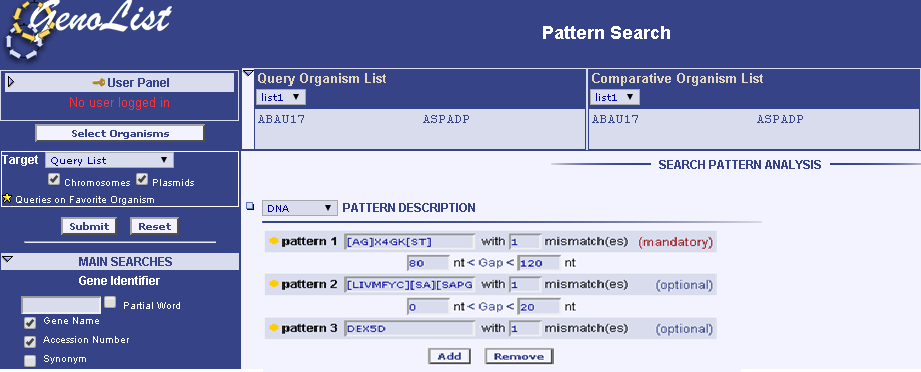 GenoList
Pattern Search
User Panel
No user logged in
Select Organisms
Target Query List
Chromosomes Plasmids
Queries on Favorite Organism
Submit Reset
MAIN SEARCHES
Gene Identifier
Partial Word
Gene Name
Accession Number
Synonym
Query Organism List
list1
ABAU17 ASPADP
Comparative Organism List
list1
ABAU17 ASPADP
SEARCH PATTERN ANALYSIS
DNA PATTERN DESCRIPTION
pattern 1 [AG]X4GK[ST] with 1 mismatch(es) (mandatory)
80 nt < Gap < 120 nt
pattern 2 [LIVMFYC][SA][SAPG with 1 mismatch(es) (optional)
0 nt < Gap < 20 nt
pattern 3 DEX5D with 1 mismatch(es) (optional)
Add Remove